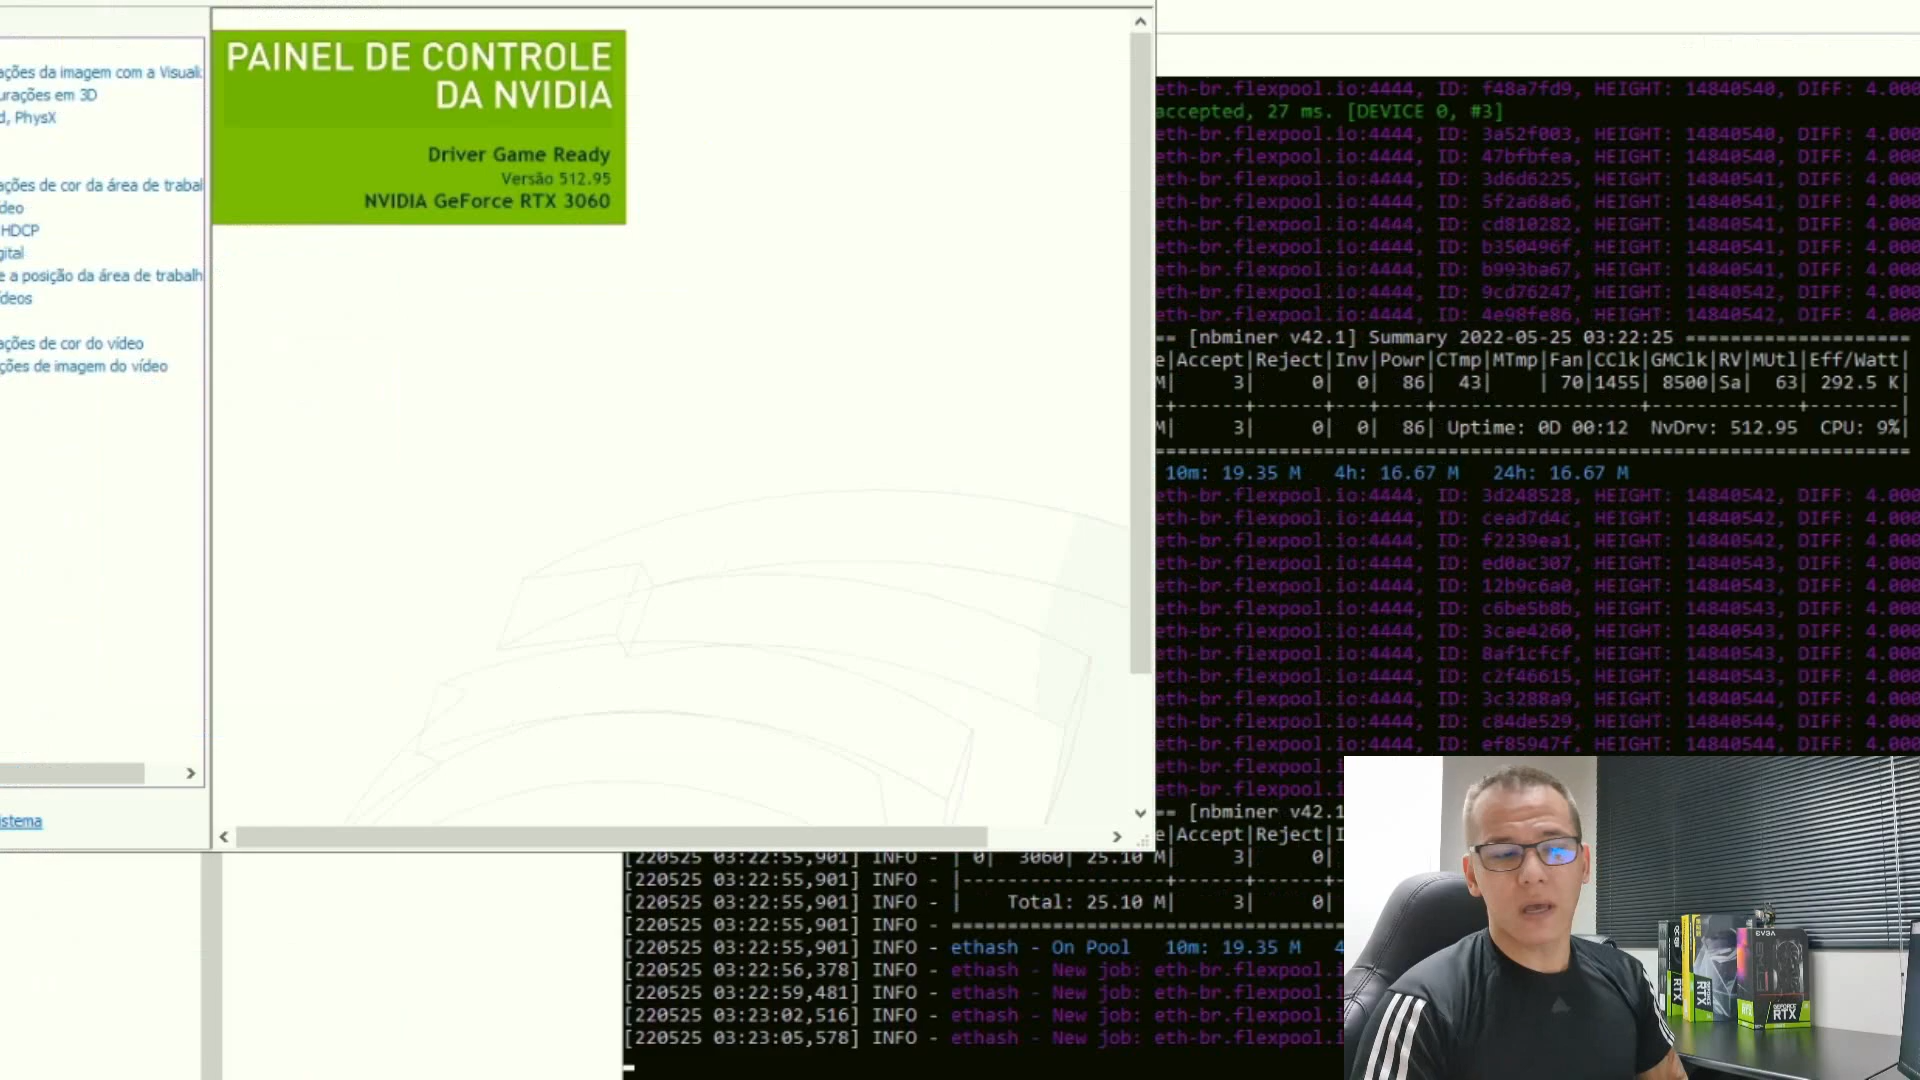 ações da imagem com a Visuali
urações em 3D
d, PhysX
ações de cor da área de trabal
deo
HDCP
gital
e a posição da área de trabalh
ídeos
ações de cor do vídeo
ções de imagem do vídeo
istema
PAINEL DE CONTROLE
DA NVIDIA
Driver Game Ready
Versão 512.95
NVIDIA GeForce RTX 3060
eth-br.flexpool.io:4444, ID: f48a7fd9, HEIGHT: 14840540, DIFF: 4.000
accepted, 27 ms. [DEVICE 0, #3]
eth-br.flexpool.io:4444, ID: 3a52f003, HEIGHT: 14840540, DIFF: 4.000
eth-br.flexpool.io:4444, ID: 47bfbfea, HEIGHT: 14840540, DIFF: 4.000
eth-br.flexpool.io:4444, ID: 3d6d6225, HEIGHT: 14840541, DIFF: 4.000
eth-br.flexpool.io:4444, ID: 5f2a68a6, HEIGHT: 14840541, DIFF: 4.000
eth-br.flexpool.io:4444, ID: cd810282, HEIGHT: 14840541, DIFF: 4.000
eth-br.flexpool.io:4444, ID: b350496f, HEIGHT: 14840541, DIFF: 4.000
eth-br.flexpool.io:4444, ID: b993ba67, HEIGHT: 14840541, DIFF: 4.000
eth-br.flexpool.io:4444, ID: 9cd76247, HEIGHT: 14840542, DIFF: 4.000
eth-br.flexpool.io:4444, ID: 4e98fe86, HEIGHT: 14840542, DIFF: 4.000
== [nbminer v42.1] Summary 2022-05-25 03:22:25 ====================
e|Accept|Reject|Inv|Powr|CTmp|MTmp|Fan|CClk|GMClk|RV|MUtl|Eff/Watt|
M|     3|     0|  0|  86|  43|    | 70|1455| 8500|Sa|  63| 292.5 K|
M|     3|     0|  0|  86| Uptime: 0D 00:12  NvDrv: 512.95  CPU: 9%|
10m: 19.35 M   4h: 16.67 M   24h: 16.67 M
eth-br.flexpool.io:4444, ID: 3d248528, HEIGHT: 14840542, DIFF: 4.000
eth-br.flexpool.io:4444, ID: cead7d4c, HEIGHT: 14840542, DIFF: 4.000
eth-br.flexpool.io:4444, ID: f2239ea1, HEIGHT: 14840542, DIFF: 4.000
eth-br.flexpool.io:4444, ID: ed0ac307, HEIGHT: 14840543, DIFF: 4.000
eth-br.flexpool.io:4444, ID: 12b9c6a0, HEIGHT: 14840543, DIFF: 4.000
eth-br.flexpool.io:4444, ID: c6be5b8b, HEIGHT: 14840543, DIFF: 4.000
eth-br.flexpool.io:4444, ID: 3cae4260, HEIGHT: 14840543, DIFF: 4.000
eth-br.flexpool.io:4444, ID: 8af1cfcf, HEIGHT: 14840543, DIFF: 4.000
eth-br.flexpool.io:4444, ID: c2f46615, HEIGHT: 14840543, DIFF: 4.000
eth-br.flexpool.io:4444, ID: 3c3288a9, HEIGHT: 14840544, DIFF: 4.000
eth-br.flexpool.io:4444, ID: c84de529, HEIGHT: 14840544, DIFF: 4.000
eth-br.flexpool.io:4444, ID: ef85947f, HEIGHT: 14840544, DIFF: 4.000
eth-br.flexpool.i
eth-br.flexpool.i
== [nbminer v42.1
e|Accept|Reject|I
[220525 03:22:55,901] INFO - | 0|   3060| 25.10 M|     3|     0|
[220525 03:22:55,901] INFO - |------------------+------+------+-
[220525 03:22:55,901] INFO - |    Total: 25.10 M|     3|     0|
[220525 03:22:55,901] INFO - ===================================
[220525 03:22:55,901] INFO - ethash - On Pool   10m: 19.35 M   4
[220525 03:22:56,378] INFO - ethash - New job: eth-br.flexpool.i
[220525 03:22:59,481] INFO - ethash - New job: eth-br.flexpool.i
[220525 03:23:02,516] INFO - ethash - New job: eth-br.flexpool.i
[220525 03:23:05,578] INFO - ethash - New job: eth-br.flexpool.i
EVGA
RTX
RTX
GEFORCE
RTX